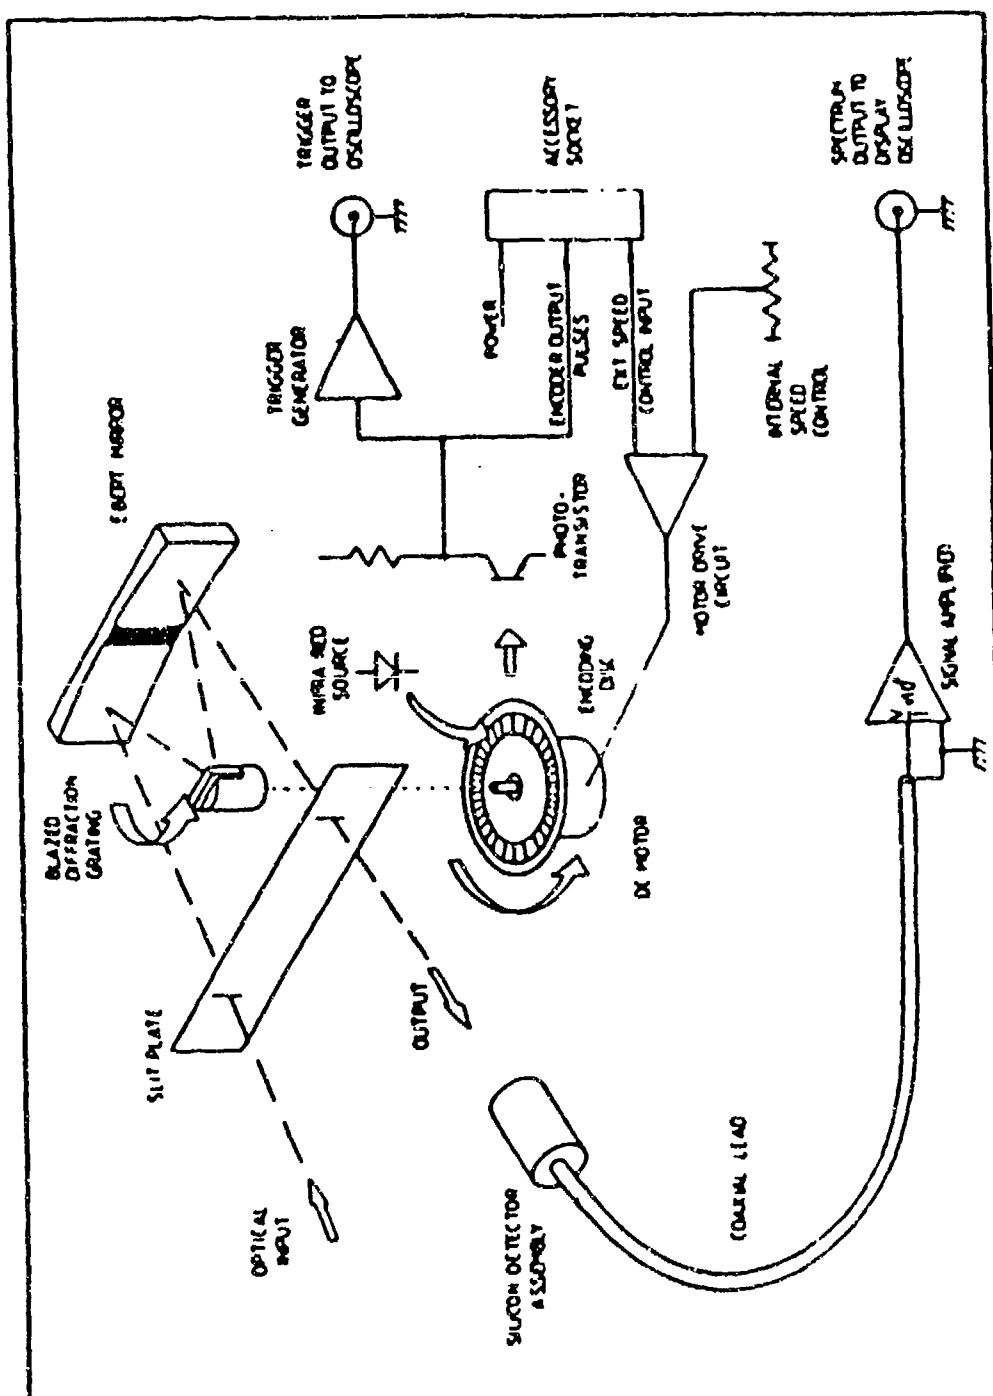 OPTICAL
INPUT
SLIT PLATE
BLAZED
DIFFRACTION
GRATING
EBERT MIRROR
OUTPUT
INFRA RED
SOURCE
TRIGGER
GENERATOR
TRIGGER
OUTPUT TO
OSCILLOSCOPE
PHOTO-
TRANSISTOR
POWER
ENCODER OUTPUT
PULSES
EXT SPEED
CONTROL INPUT
ACCESSORY
SOCKET
ENCODING
DISC
DC MOTOR
MOTOR DRIVE
CIRCUIT
INTERNAL
SPEED
CONTROL
SILICON DETECTOR
ASSEMBLY
COAXIAL LEAD
SIGNAL AMPLIFIER
SPECTRUM
OUTPUT TO
DISPLAY
OSCILLOSCOPE